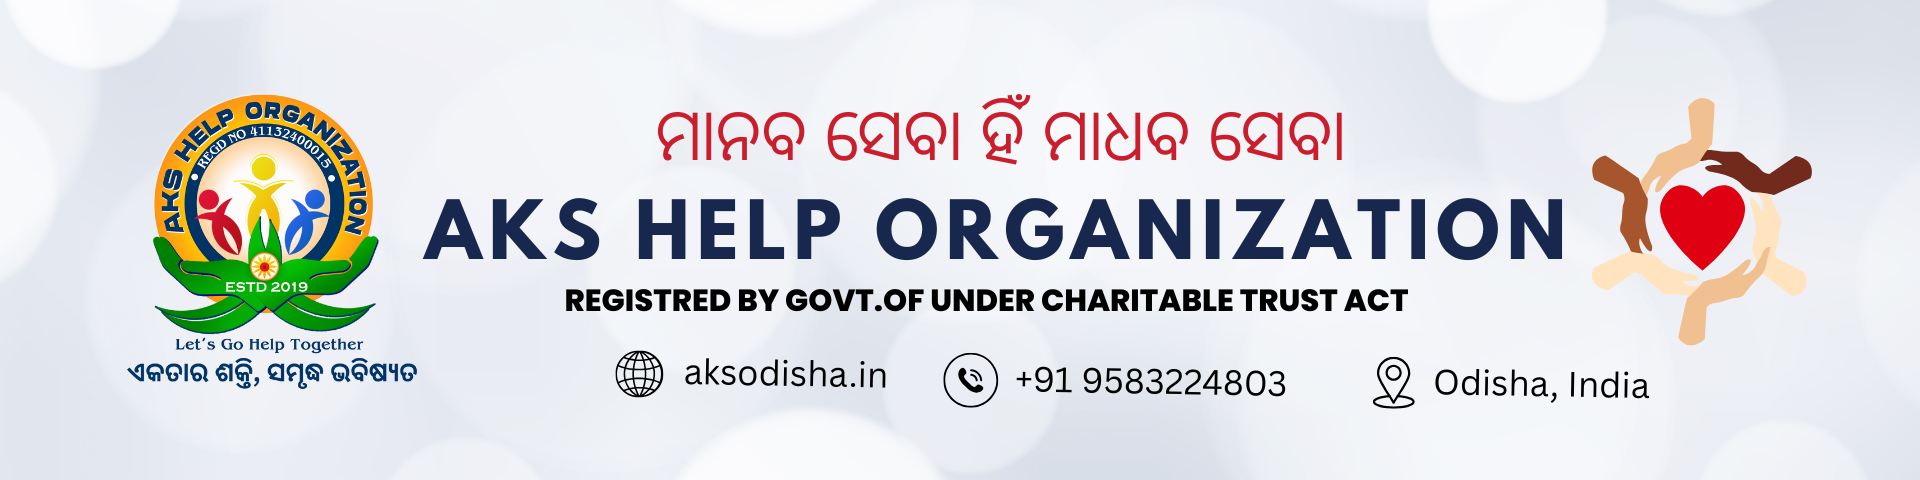 AKS HELP ORGANIZATION
REGD NO 41132400015
ESTD 2019
Let's Go Help Together
ଏକତାର ଶକ୍ତି, ସମୃଦ୍ଧ ଭବିଷ୍ୟତ
ମାନବ ସେବା ହିଁ ମାଧବ ସେବା
AKS HELP ORGANIZATION
REGISTRED BY GOVT.OF UNDER CHARITABLE TRUST ACT
aksodisha.in
+91 9583224803
Odisha, India